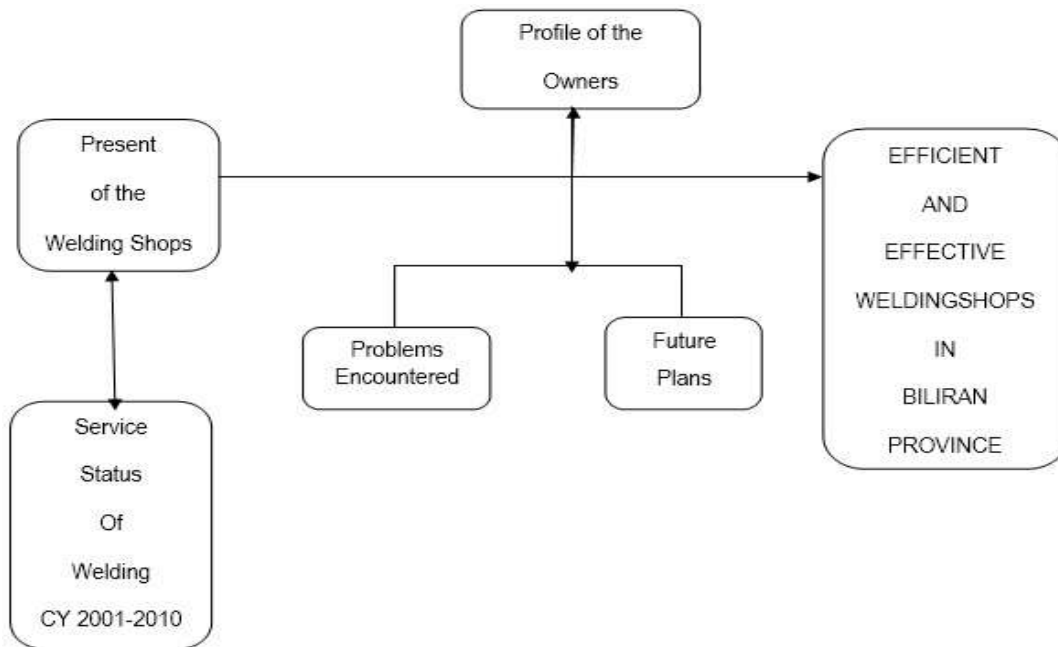 Profile of the
Owners
Present
of the
Welding Shops
EFFICIENT
AND
EFFECTIVE
WELDINGSHOPS
IN
BILIRAN
PROVINCE
Problems
Encountered
Future
Plans
Service
Status
Of
Welding
CY 2001-2010